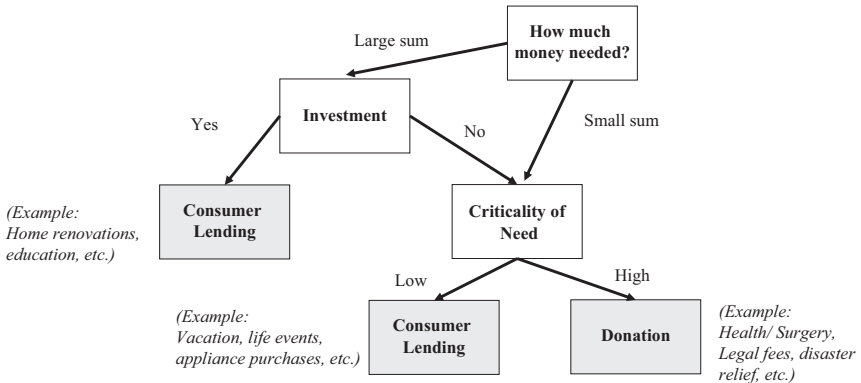 How much
money needed?
Large sum
Investment
Small sum
Yes
No
(Example:
Home renovations,
education, etc.)
Consumer
Lending
Criticality of
Need
Low
High
(Example:
Vacation, life events,
appliance purchases, etc.)
Consumer
Lending
Donation
(Example:
Health/ Surgery,
Legal fees, disaster
relief, etc.)